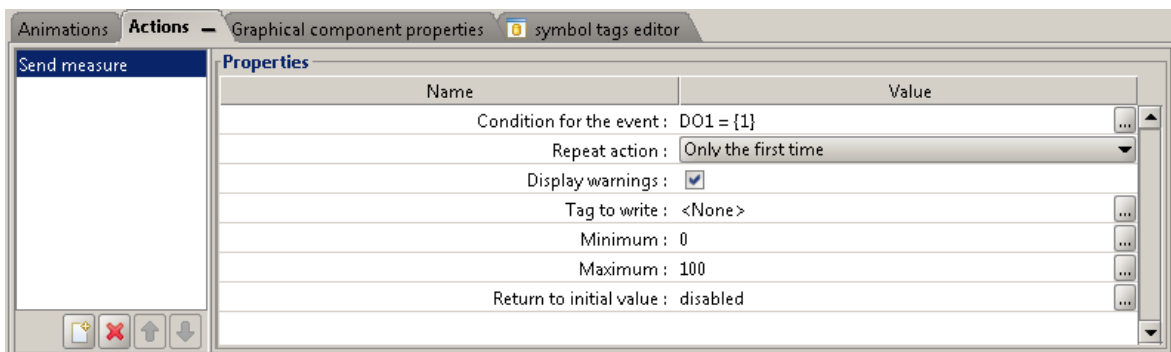 Animations Actions Graphical component properties symbol tags editor
Send measure
Properties
Name Value
Condition for the event : DO1 = {1} ...
Repeat action : Only the first time
Display warnings :
Tag to write : <None> ...
Minimum : 0 ...
Maximum : 100 ...
Return to initial value : disabled ...